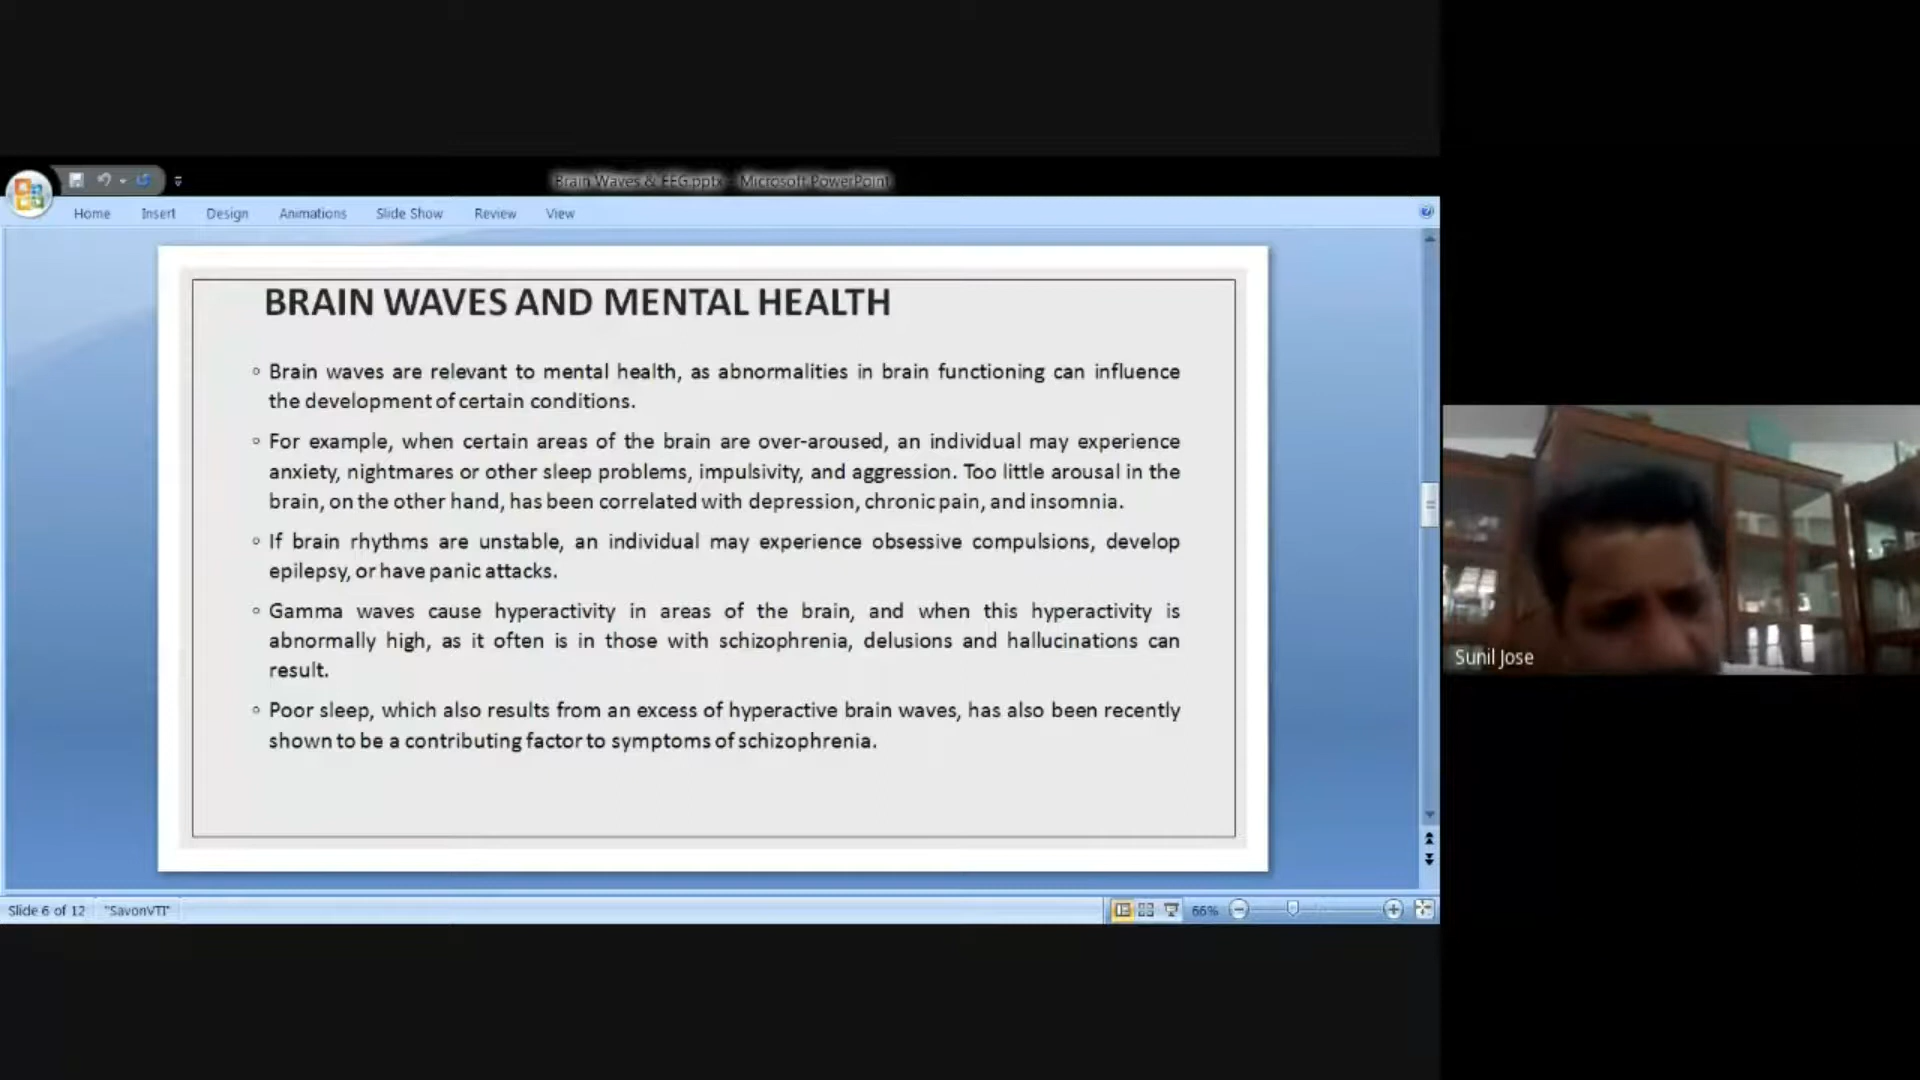 Brain Waves & EEG.pptx - Microsoft PowerPoint
Home Insert Design Animations Slide Show Review View
BRAIN WAVES AND MENTAL HEALTH
◦ Brain waves are relevant to mental health, as abnormalities in brain functioning can influence
the development of certain conditions.
◦ For example, when certain areas of the brain are over-aroused, an individual may experience
anxiety, nightmares or other sleep problems, impulsivity, and aggression. Too little arousal in the
brain, on the other hand, has been correlated with depression, chronic pain, and insomnia.
◦ If brain rhythms are unstable, an individual may experience obsessive compulsions, develop
epilepsy, or have panic attacks.
◦ Gamma waves cause hyperactivity in areas of the brain, and when this hyperactivity is
abnormally high, as it often is in those with schizophrenia, delusions and hallucinations can
result.
◦ Poor sleep, which also results from an excess of hyperactive brain waves, has also been recently
shown to be a contributing factor to symptoms of schizophrenia.
Sunil Jose
Slide 6 of 12 "SavonVTI" 66%